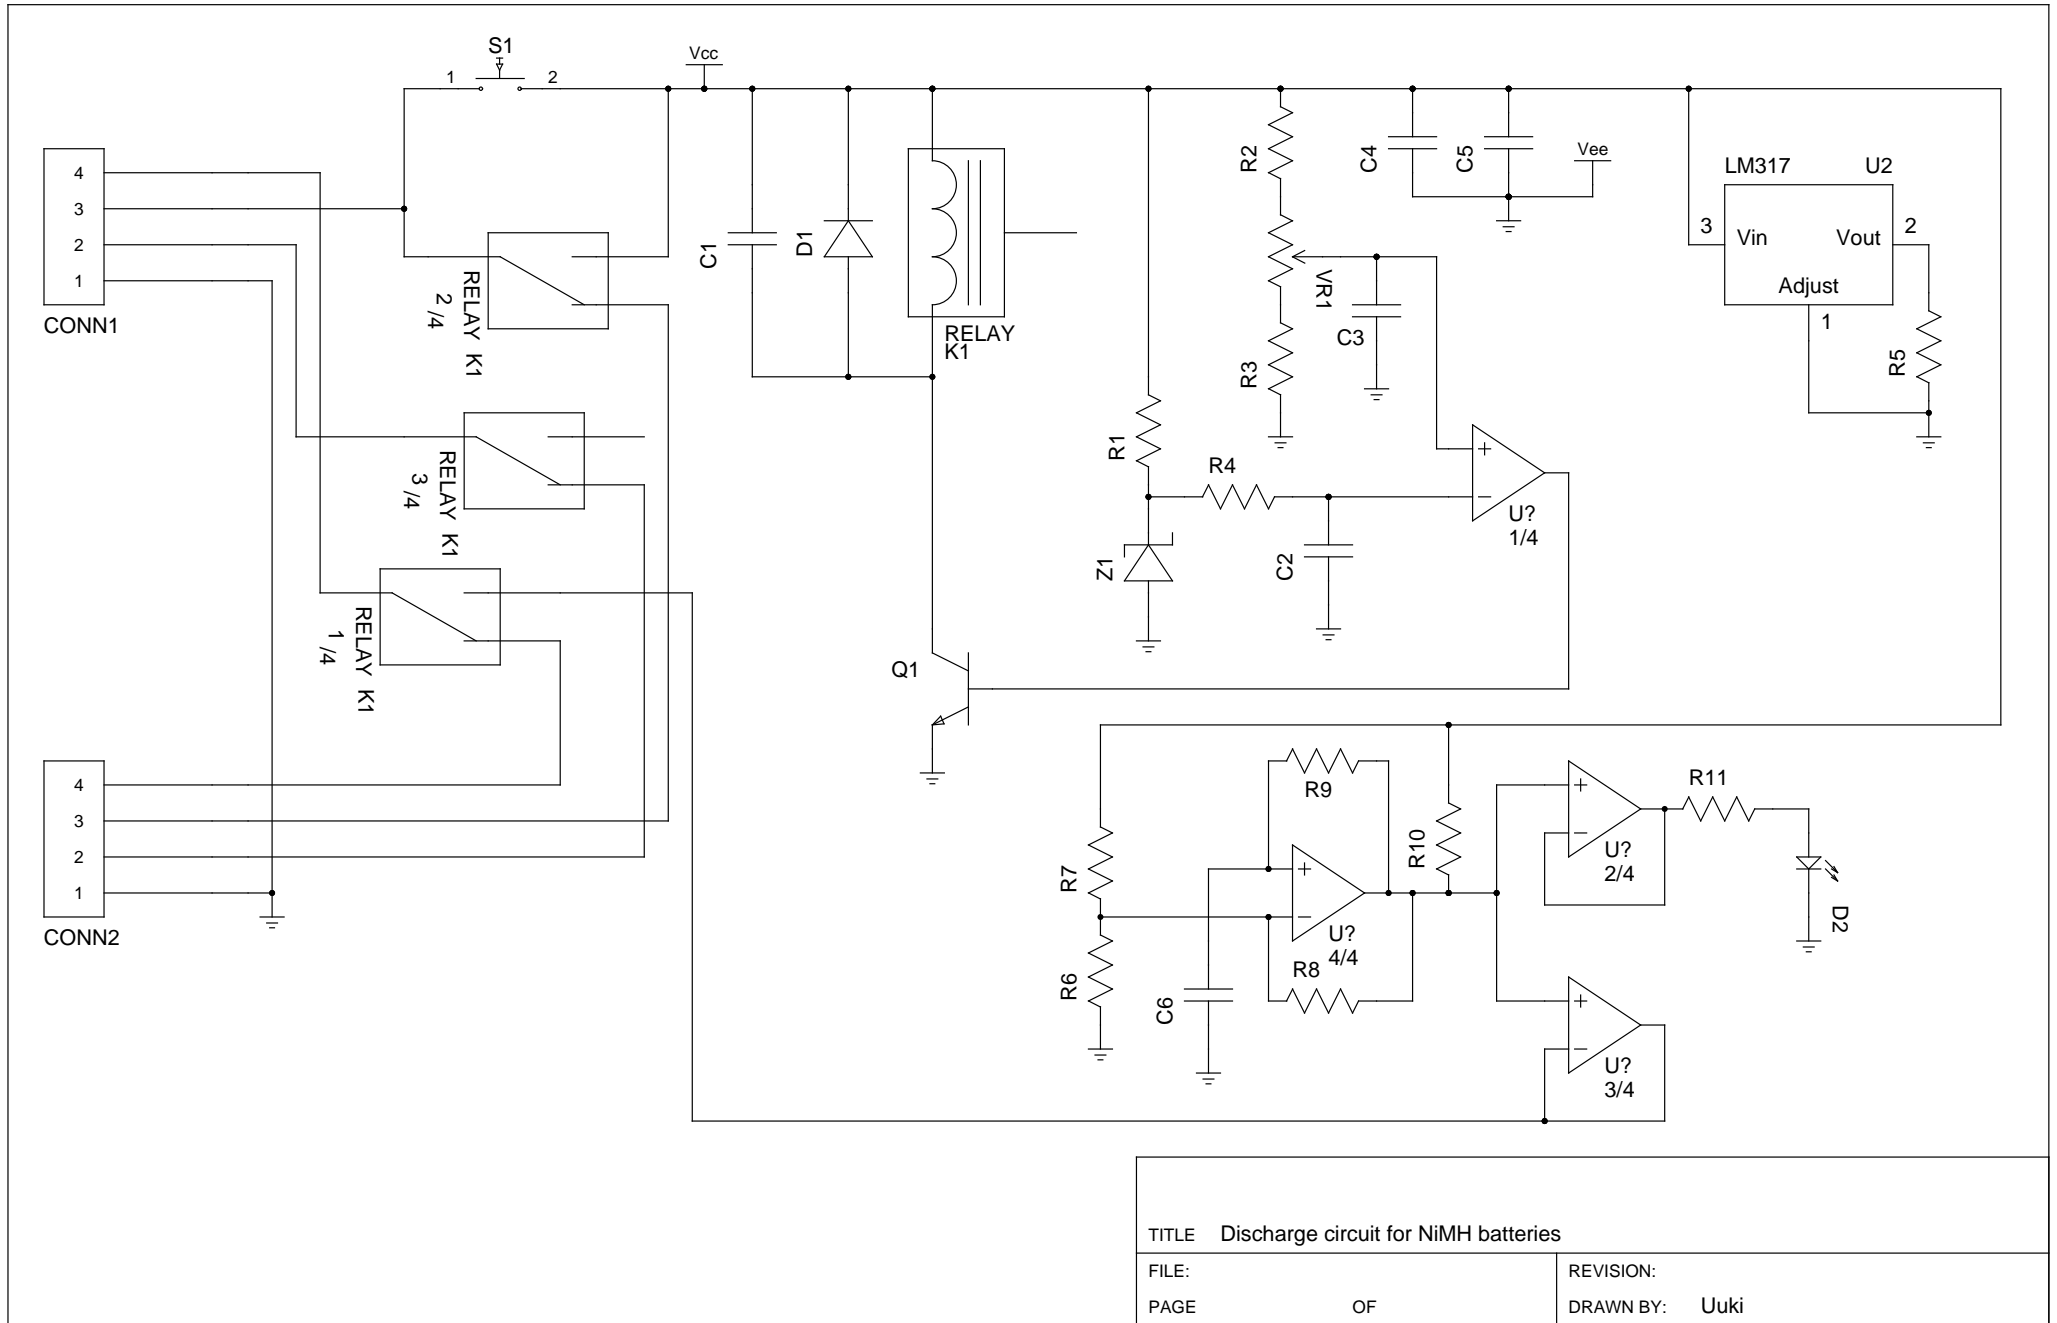 S1
1 2
Vcc
4
3
2
1
CONN1
RELAY K1
2 /4
RELAY K1
3 /4
RELAY K1
1 /4
4
3
2
1
CONN2
C1
D1
RELAY
K1
Q1
R1
Z1
R4
C2
R2
VR1
R3
C3
C4
C5
Vee
+
−
U?
1/4
LM317 U2
3 Vin Vout 2
Adjust
1
R5
R7
R6
R9
+
−
U?
4/4
R8
C6
R10
+
−
U?
2/4
R11
D2
+
−
U?
3/4
TITLE Discharge circuit for NiMH batteries
FILE: REVISION:
PAGE OF DRAWN BY: Uuki